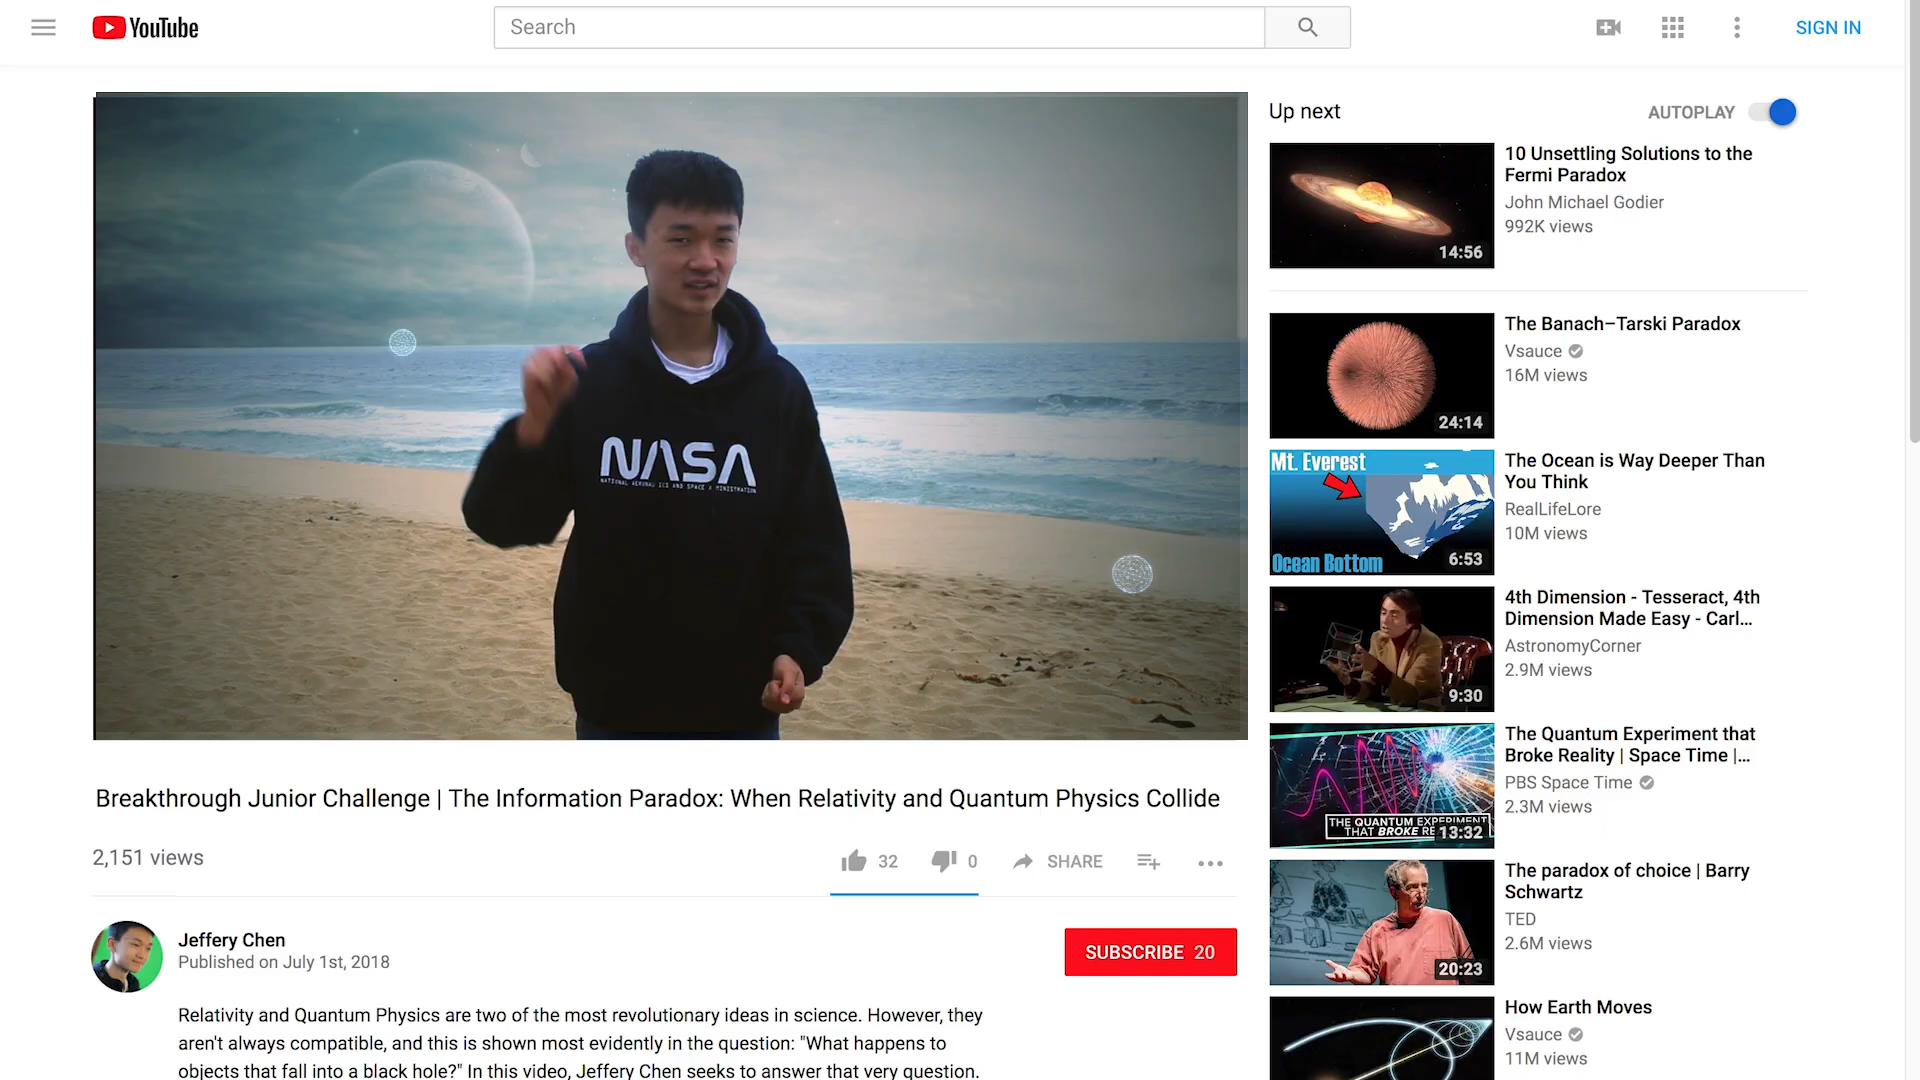 YouTube
Search
SIGN IN
NASA
Up next
AUTOPLAY
10 Unsettling Solutions to the
Fermi Paradox
John Michael Godier
992K views
14:56
The Banach–Tarski Paradox
Vsauce
16M views
24:14
Mt. Everest
Ocean Bottom
6:53
The Ocean is Way Deeper Than
You Think
RealLifeLore
10M views
4th Dimension - Tesseract, 4th
Dimension Made Easy - Carl...
AstronomyCorner
2.9M views
9:30
The Quantum Experiment that
Broke Reality | Space Time |...
PBS Space Time
2.3M views
THE QUANTUM EXPERIMENT
THAT BROKE RE
13:32
The paradox of choice | Barry
Schwartz
TED
2.6M views
20:23
How Earth Moves
Vsauce
11M views
Breakthrough Junior Challenge | The Information Paradox: When Relativity and Quantum Physics Collide
2,151 views
32
0
SHARE
Jeffery Chen
Published on July 1st, 2018
SUBSCRIBE 20
Relativity and Quantum Physics are two of the most revolutionary ideas in science. However, they
aren't always compatible, and this is shown most evidently in the question: "What happens to
objects that fall into a black hole?" In this video, Jeffery Chen seeks to answer that very question.